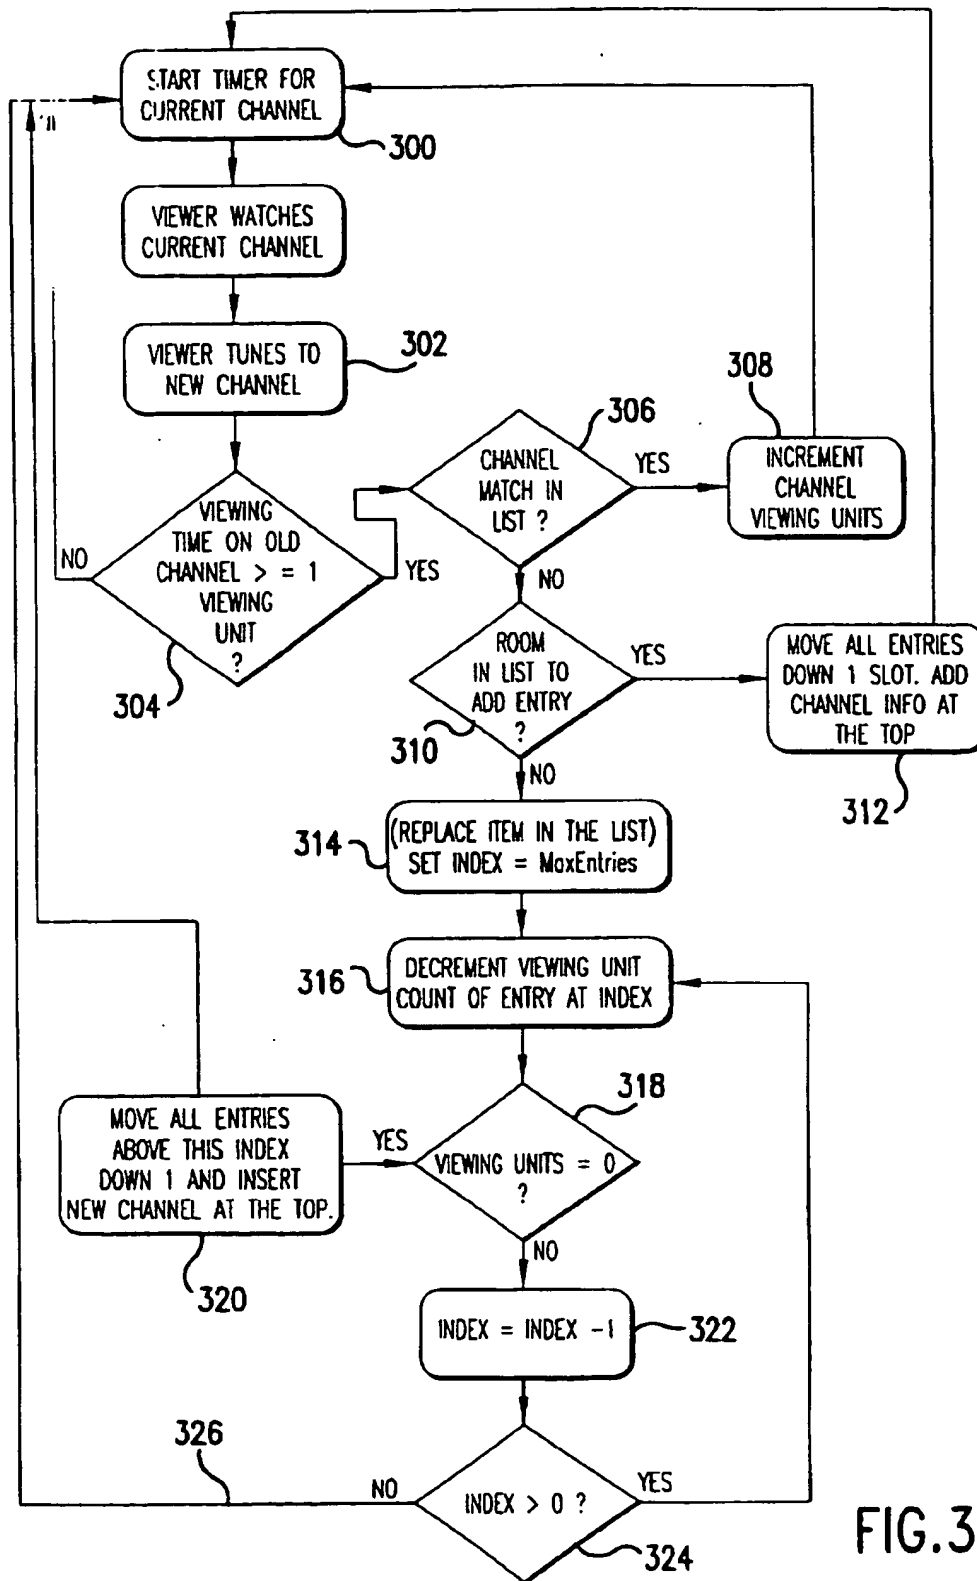 START TIMER FOR
CURRENT CHANNEL
300
VIEWER WATCHES
CURRENT CHANNEL
VIEWER TUNES TO
NEW CHANNEL
302
VIEWING
TIME ON OLD
CHANNEL > = 1
VIEWING
UNIT
?
NO
YES
304
CHANNEL
MATCH IN
LIST ?
306
YES
NO
INCREMENT
CHANNEL
VIEWING UNITS
308
ROOM
IN LIST TO
ADD ENTRY
?
310
YES
NO
MOVE ALL ENTRIES
DOWN 1 SLOT. ADD
CHANNEL INFO AT
THE TOP
312
(REPLACE ITEM IN THE LIST)
SET INDEX = MaxEntries
314
DECREMENT VIEWING UNIT
COUNT OF ENTRY AT INDEX
316
VIEWING UNITS = 0
?
318
YES
NO
MOVE ALL ENTRIES
ABOVE THIS INDEX
DOWN 1 AND INSERT
NEW CHANNEL AT THE TOP.
320
INDEX = INDEX -1
322
INDEX > 0 ?
324
NO
YES
326
FIG.3